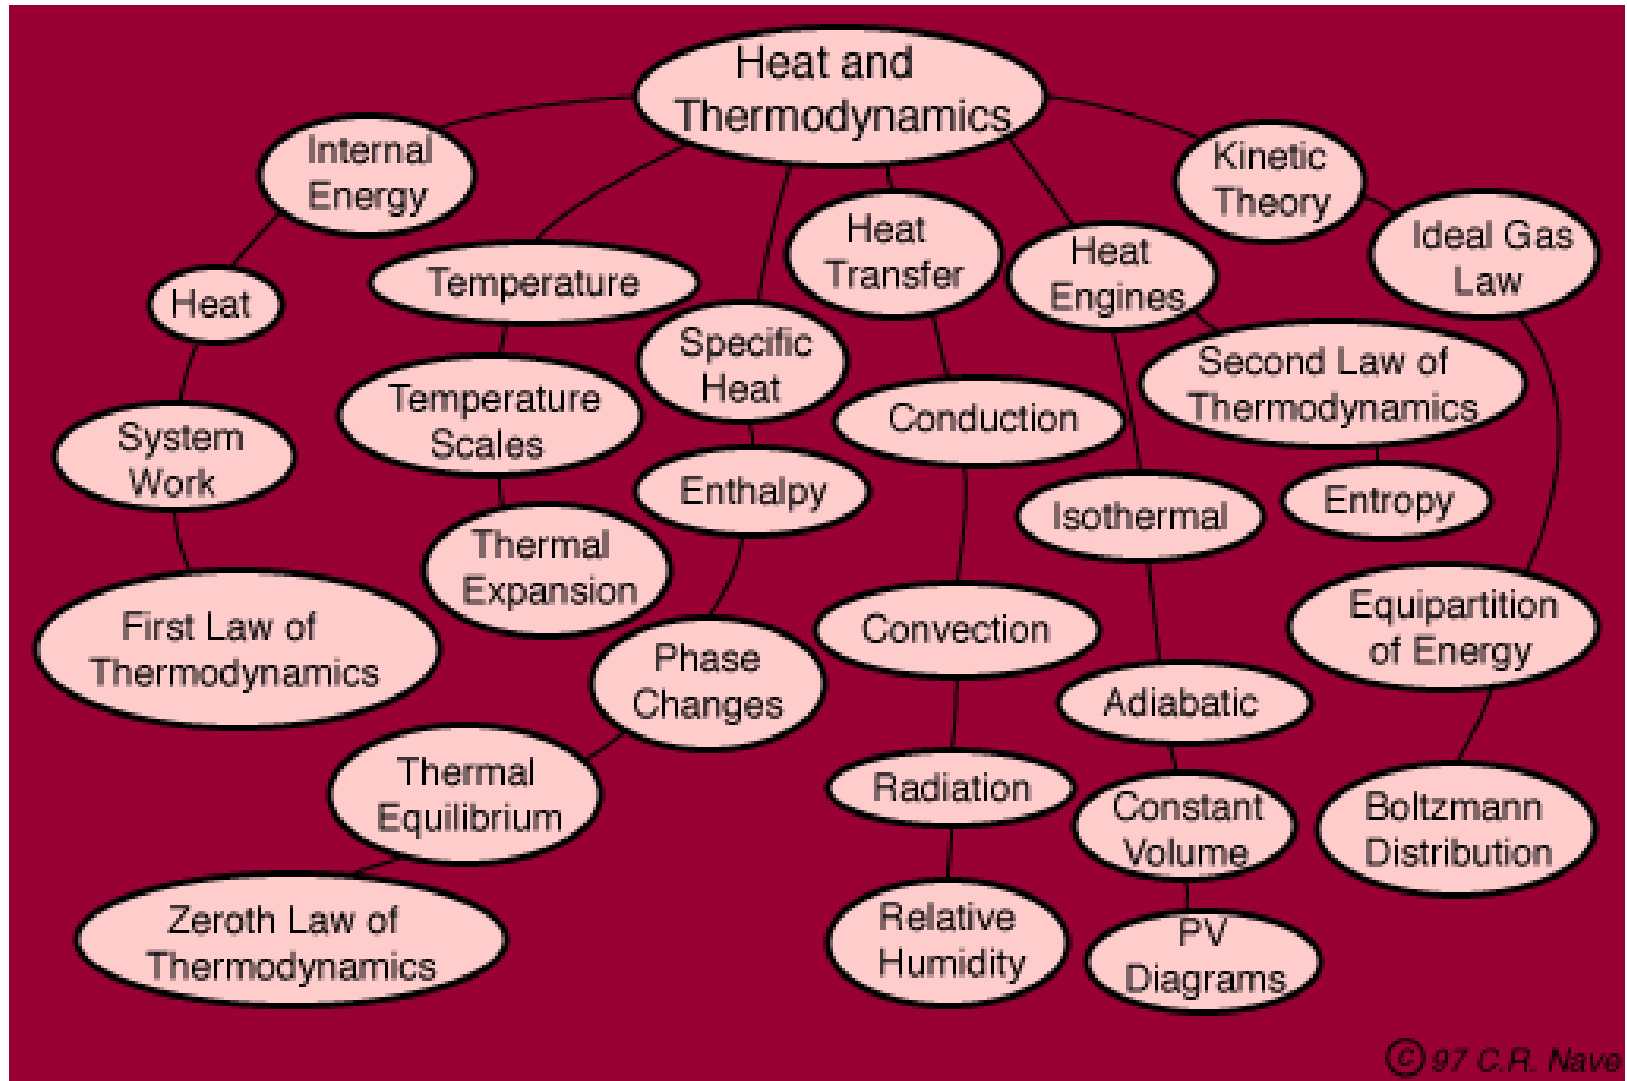 Heat and
Thermodynamics
Internal
Energy
Heat
System
Work
First Law of
Thermodynamics
Temperature
Temperature
Scales
Thermal
Expansion
Specific
Heat
Enthalpy
Phase
Changes
Thermal
Equilibrium
Zeroth Law of
Thermodynamics
Heat
Transfer
Conduction
Convection
Radiation
Relative
Humidity
Heat
Engines
Isothermal
Adiabatic
Constant
Volume
PV
Diagrams
Second Law of
Thermodynamics
Entropy
Kinetic
Theory
Ideal Gas
Law
Equipartition
of Energy
Boltzmann
Distribution
© 97 C.R. Nave